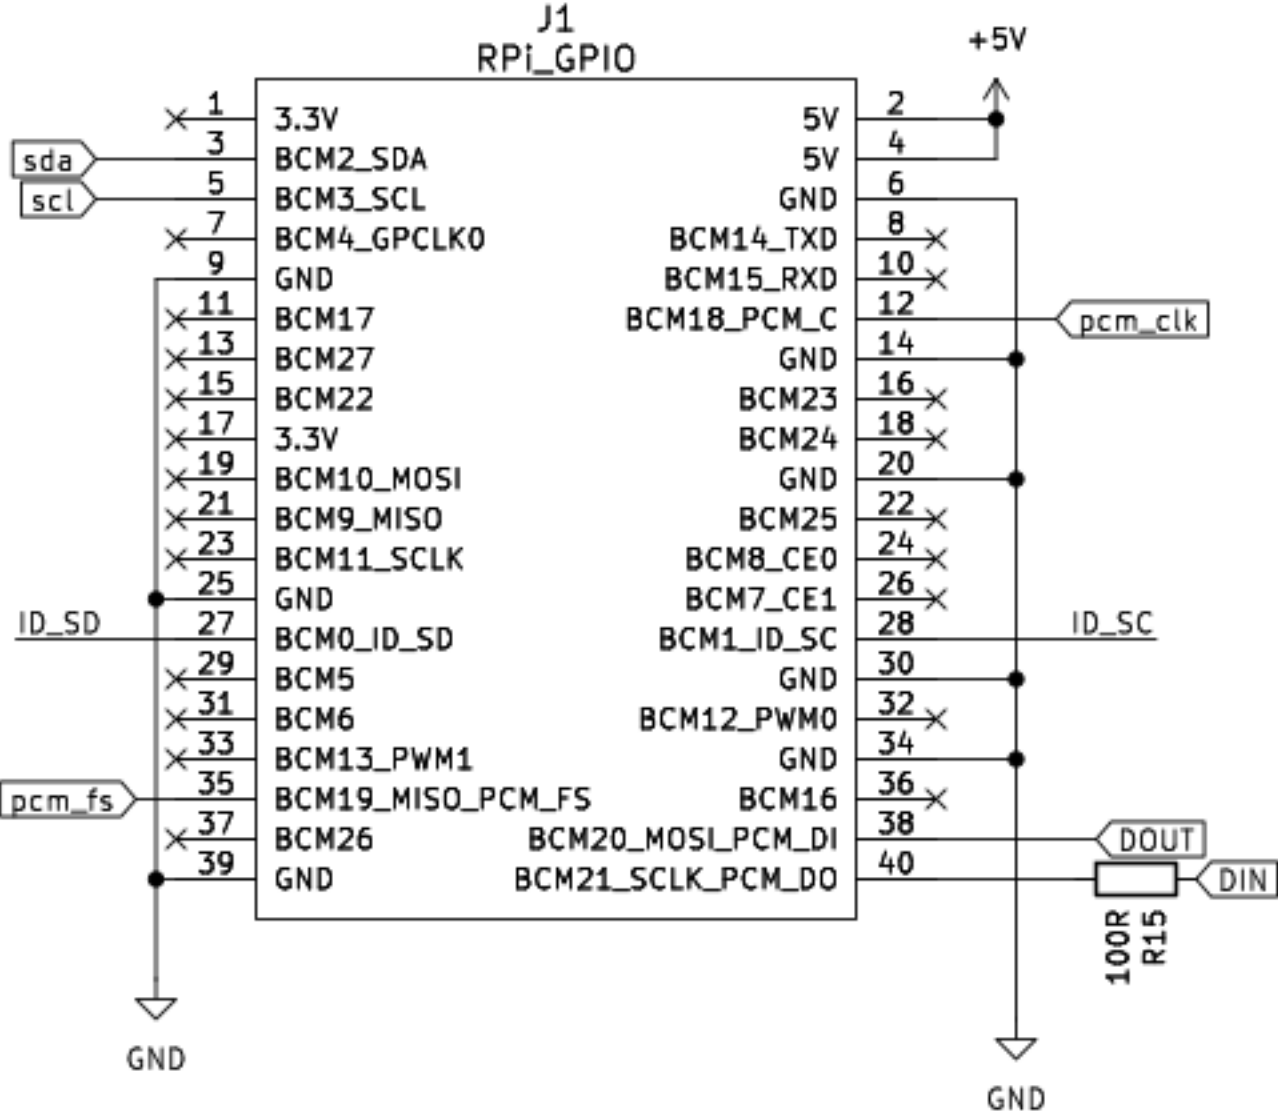 J1
RPi_GPIO
+5V
1 3.3V 5V 2
sda 3 BCM2_SDA 5V 4
scl 5 BCM3_SCL GND 6
7 BCM4_GPCLK0 BCM14_TXD 8
9 GND BCM15_RXD 10
11 BCM17 BCM18_PCM_C 12 pcm_clk
13 BCM27 GND 14
15 BCM22 BCM23 16
17 3.3V BCM24 18
19 BCM10_MOSI GND 20
21 BCM9_MISO BCM25 22
23 BCM11_SCLK BCM8_CE0 24
25 GND BCM7_CE1 26
ID_SD 27 BCM0_ID_SD BCM1_ID_SC 28 ID_SC
29 BCM5 GND 30
31 BCM6 BCM12_PWM0 32
33 BCM13_PWM1 GND 34
pcm_fs 35 BCM19_MISO_PCM_FS BCM16 36
37 BCM26 BCM20_MOSI_PCM_DI 38 DOUT
39 GND BCM21_SCLK_PCM_DO 40 DIN
100R
R15
GND
GND